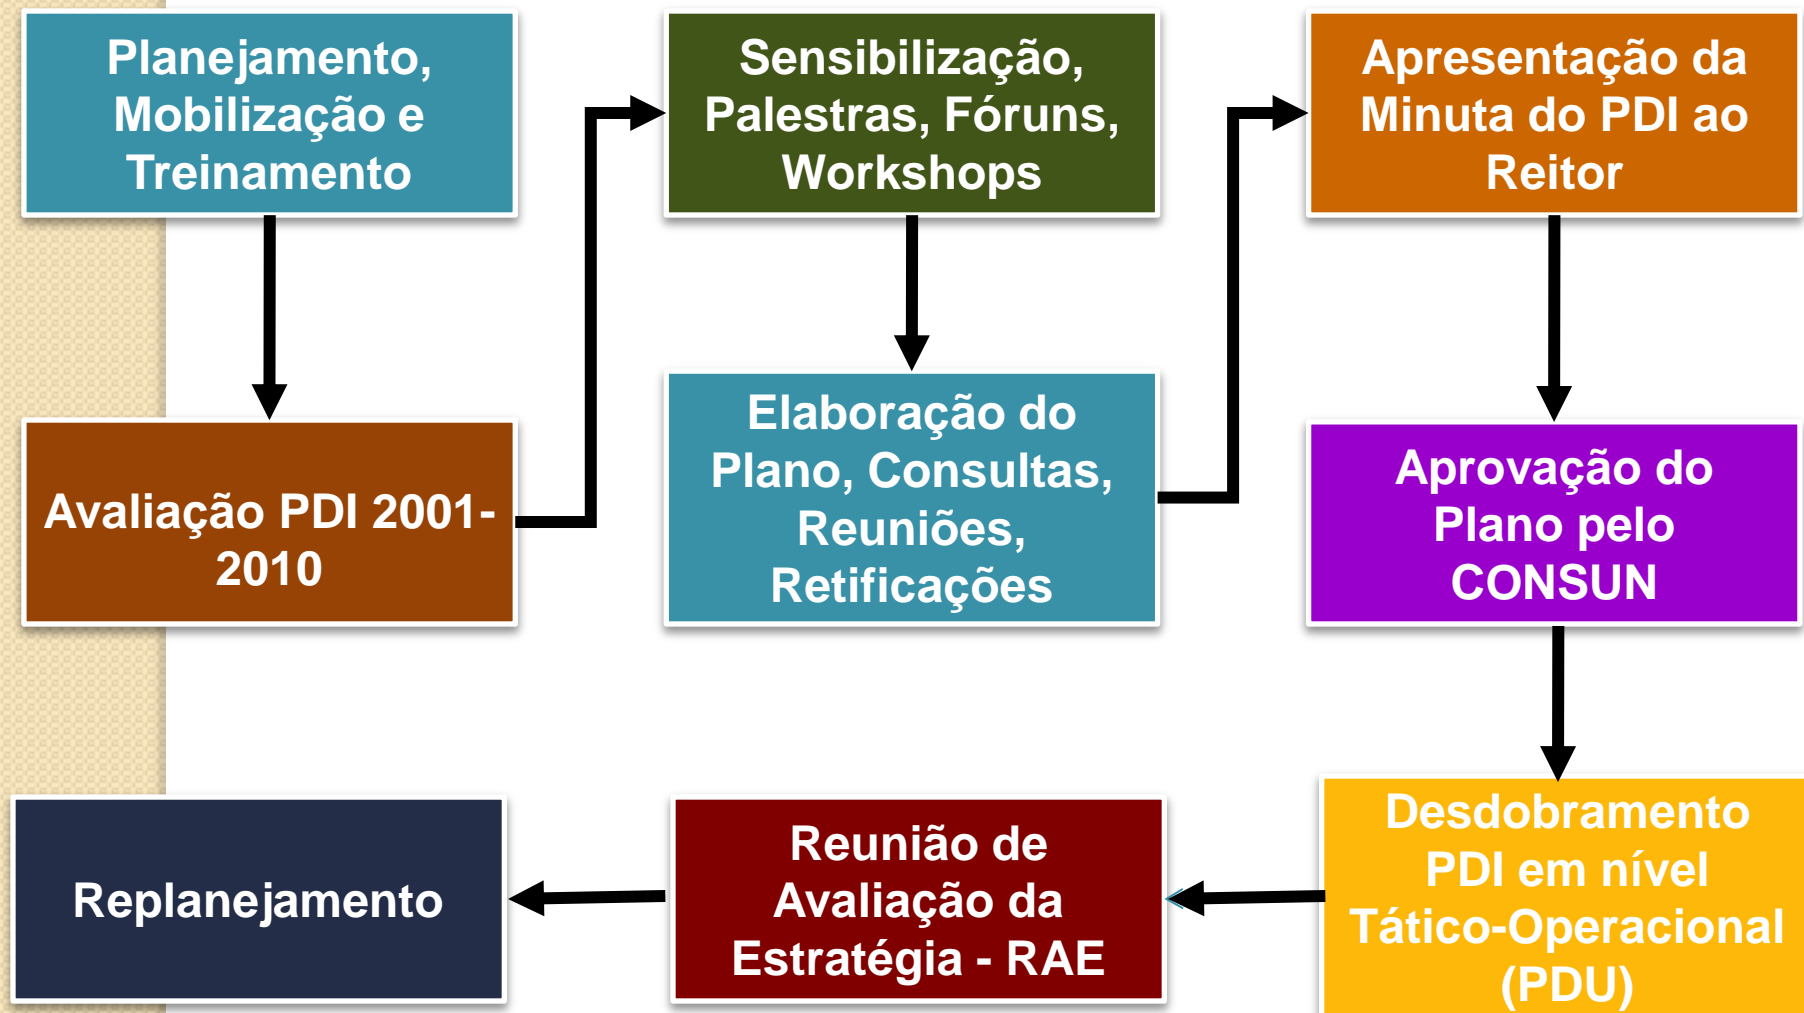 Planejamento,
Mobilização e
Treinamento
Avaliação PDI 2001-
2010
Sensibilização,
Palestras, Fóruns,
Workshops
Elaboração do
Plano, Consultas,
Reuniões,
Retificações
Apresentação da
Minuta do PDI ao
Reitor
Aprovação do
Plano pelo
CONSUN
Desdobramento
PDI em nível
Tático-Operacional
(PDU)
Reunião de
Avaliação da
Estratégia - RAE
Replanejamento